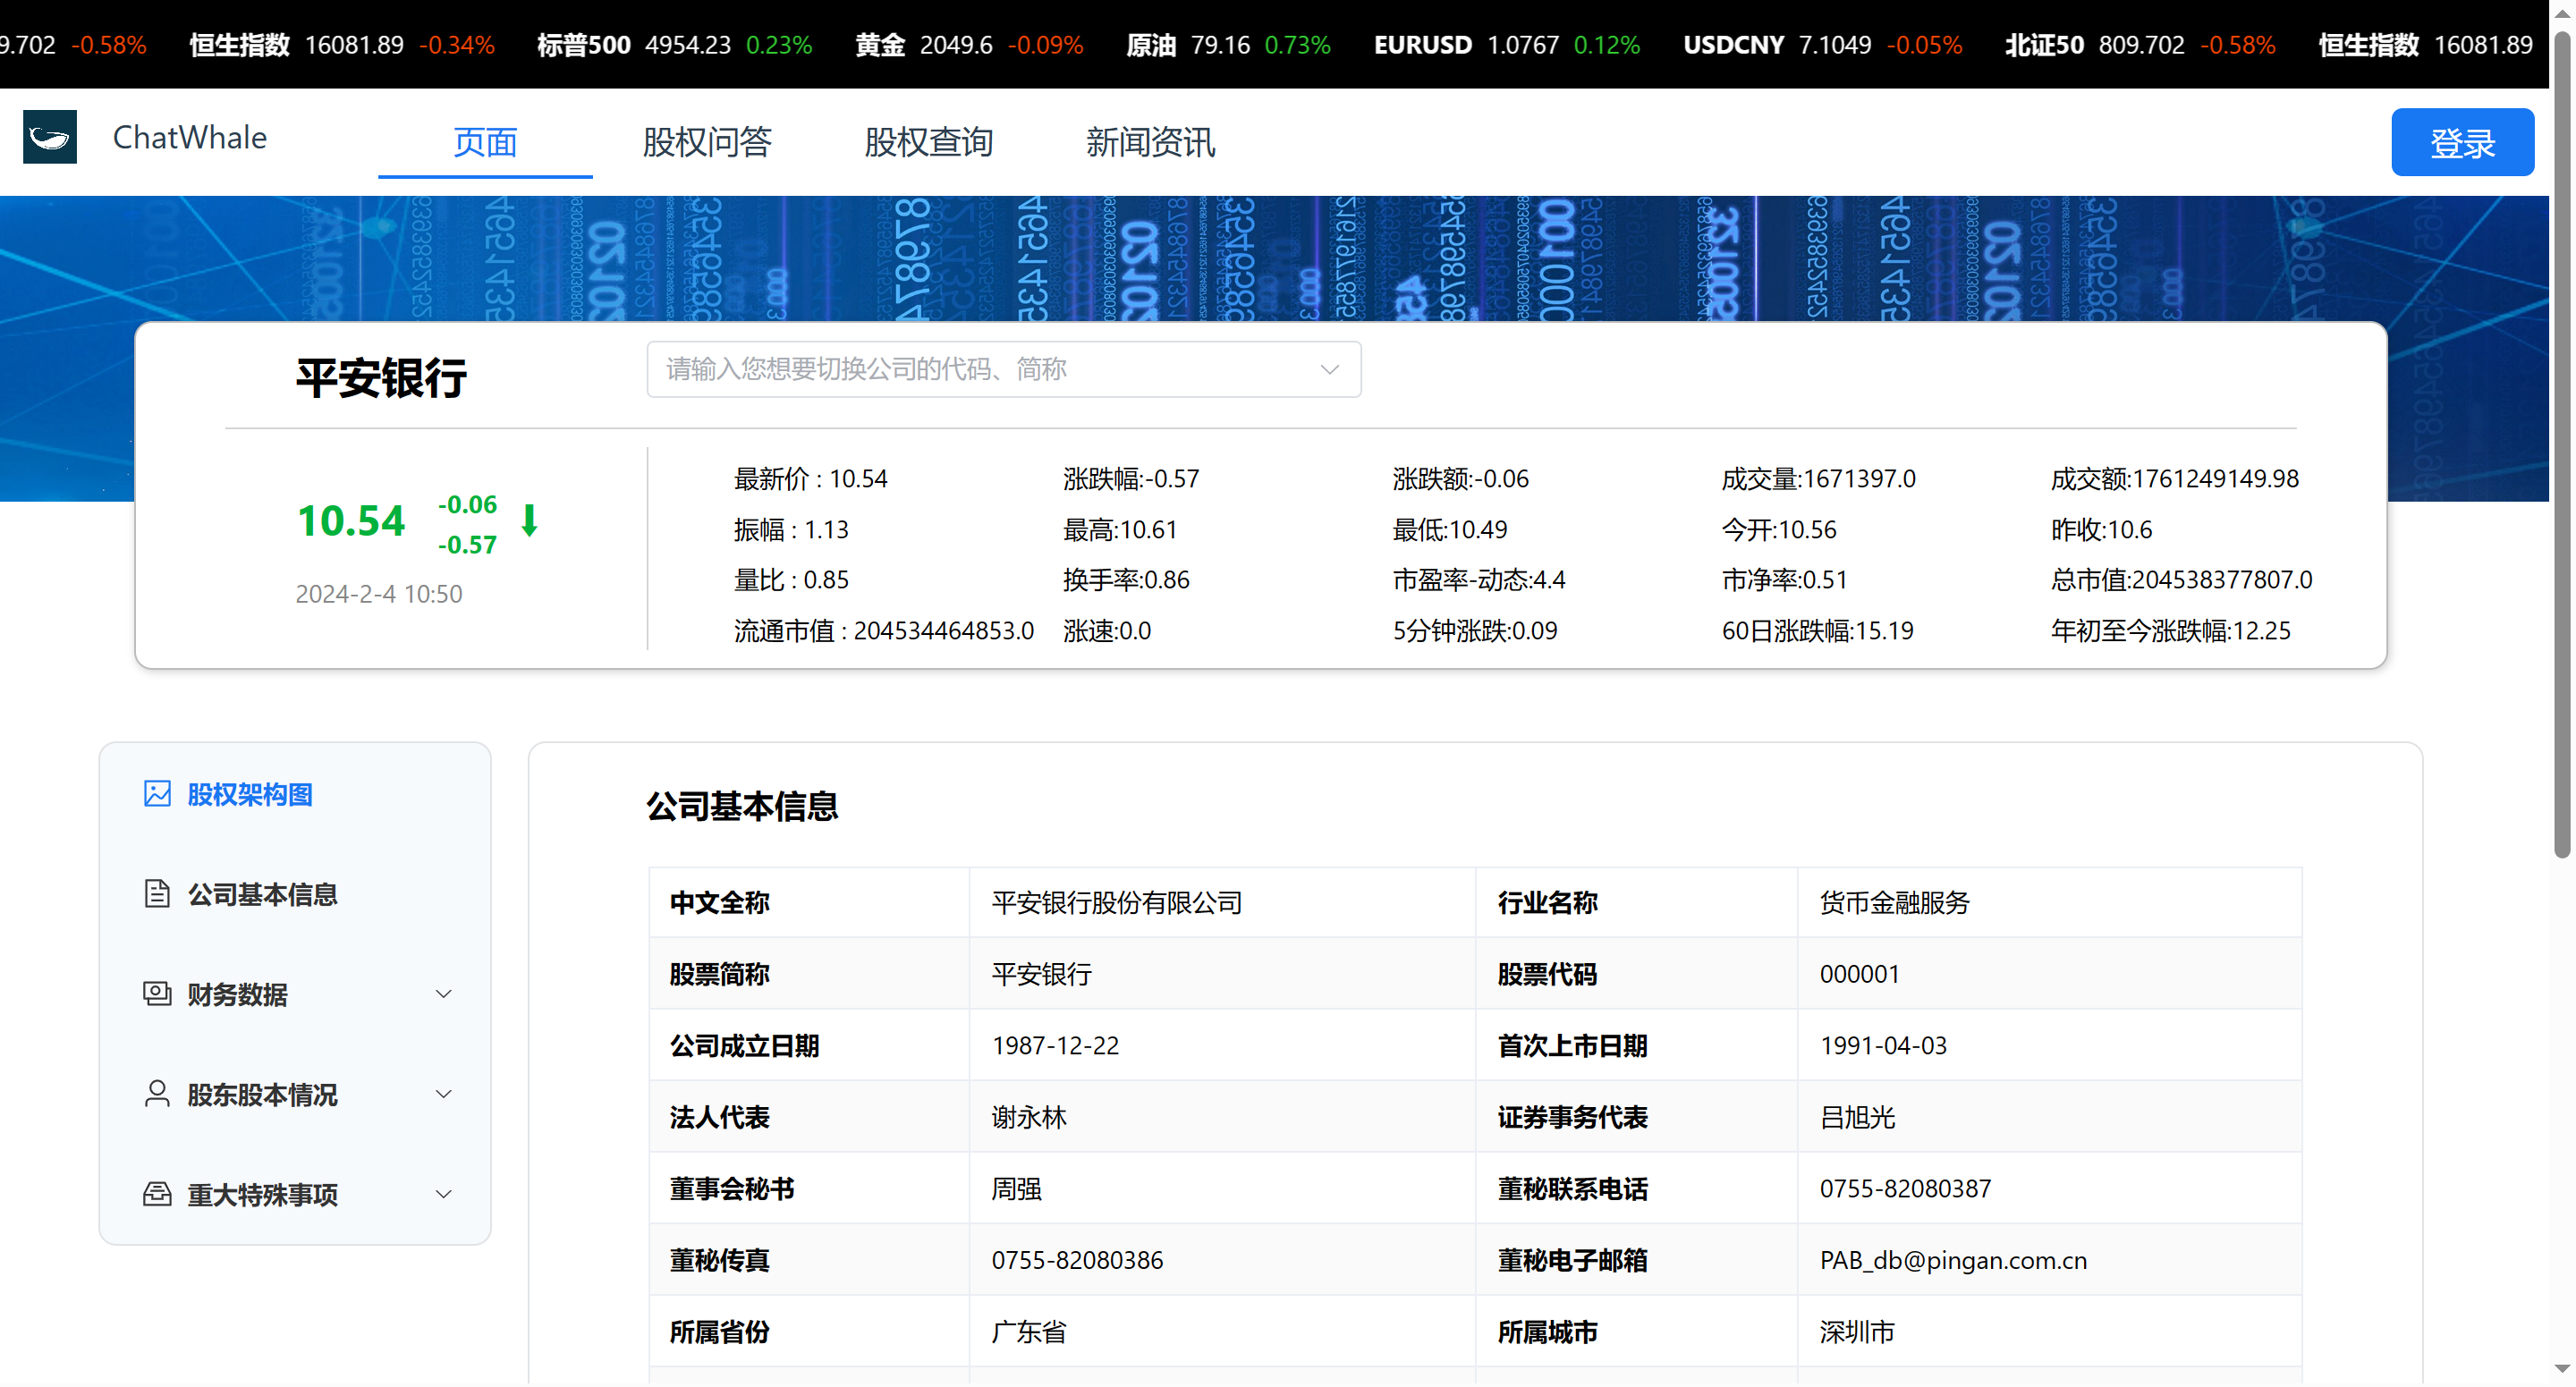 9.702 -0.58% 恒生指数 16081.89 -0.34% 标普500 4954.23 0.23% 黄金 2049.6 -0.09% 原油 79.16 0.73% EURUSD 1.0767 0.12% USDCNY 7.1049 -0.05% 北证50 809.702 -0.58% 恒生指数 16081.89
ChatWhale 页面 股权问答 股权查询 新闻资讯 登录
平安银行 请输入您想要切换公司的代码、简称
10.54 -0.06
-0.57
2024-2-4 10:50
最新价 : 10.54 涨跌幅:-0.57 涨跌额:-0.06 成交量:1671397.0 成交额:1761249149.98
振幅 : 1.13 最高:10.61 最低:10.49 今开:10.56 昨收:10.6
量比 : 0.85 换手率:0.86 市盈率-动态:4.4 市净率:0.51 总市值:204538377807.0
流通市值 : 204534464853.0 涨速:0.0 5分钟涨跌:0.09 60日涨跌幅:15.19 年初至今涨跌幅:12.25
股权架构图
公司基本信息
财务数据
股东股本情况
重大特殊事项
公司基本信息
中文全称 平安银行股份有限公司 行业名称 货币金融服务
股票简称 平安银行 股票代码 000001
公司成立日期 1987-12-22 首次上市日期 1991-04-03
法人代表 谢永林 证券事务代表 吕旭光
董事会秘书 周强 董秘联系电话 0755-82080387
董秘传真 0755-82080386 董秘电子邮箱 PAB_db@pingan.com.cn
所属省份 广东省 所属城市 深圳市